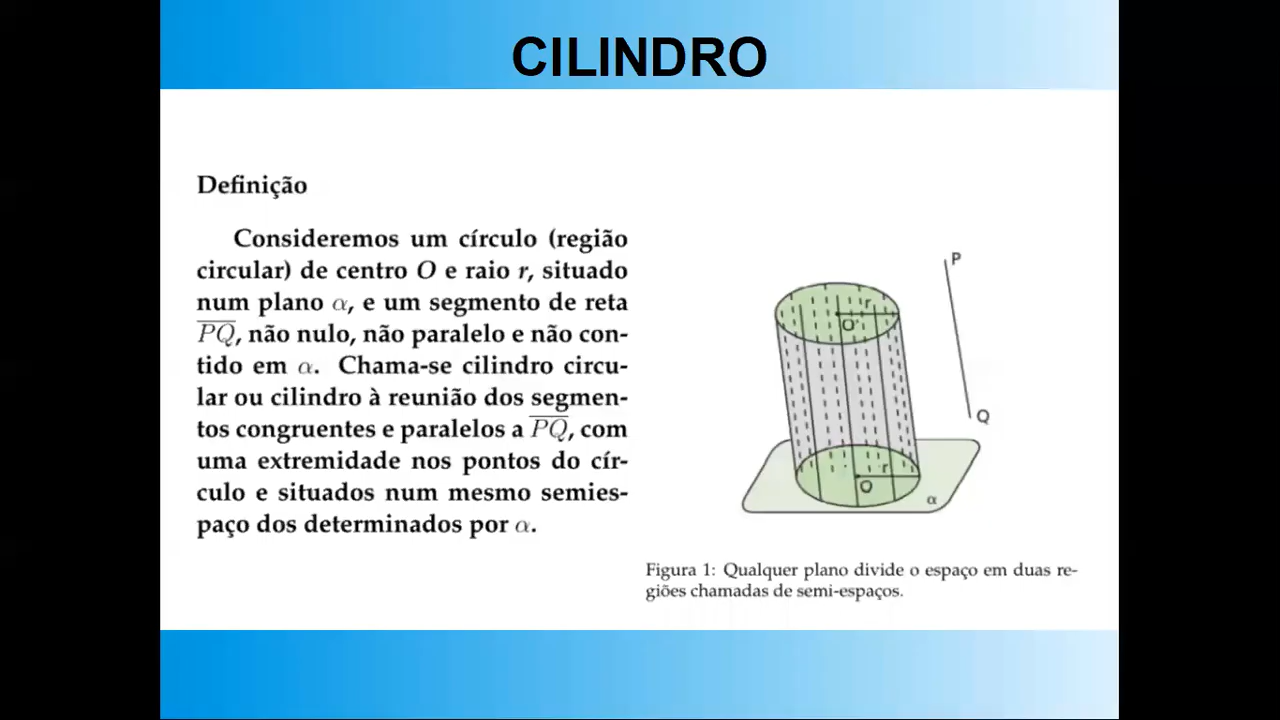 CILINDRO
Definição
Consideremos um círculo (região
circular) de centro O e raio r, situado
num plano α, e um segmento de reta
P̅Q̅, não nulo, não paralelo e não con-
tido em α. Chama-se cilindro circu-
lar ou cilindro à reunião dos segmen-
tos congruentes e paralelos a P̅Q̅, com
uma extremidade nos pontos do cír-
culo e situados num mesmo semies-
paço dos determinados por α.
P
r
O'
Q
r
O
α
Figura 1: Qualquer plano divide o espaço em duas re-
giões chamadas de semi-espaços.